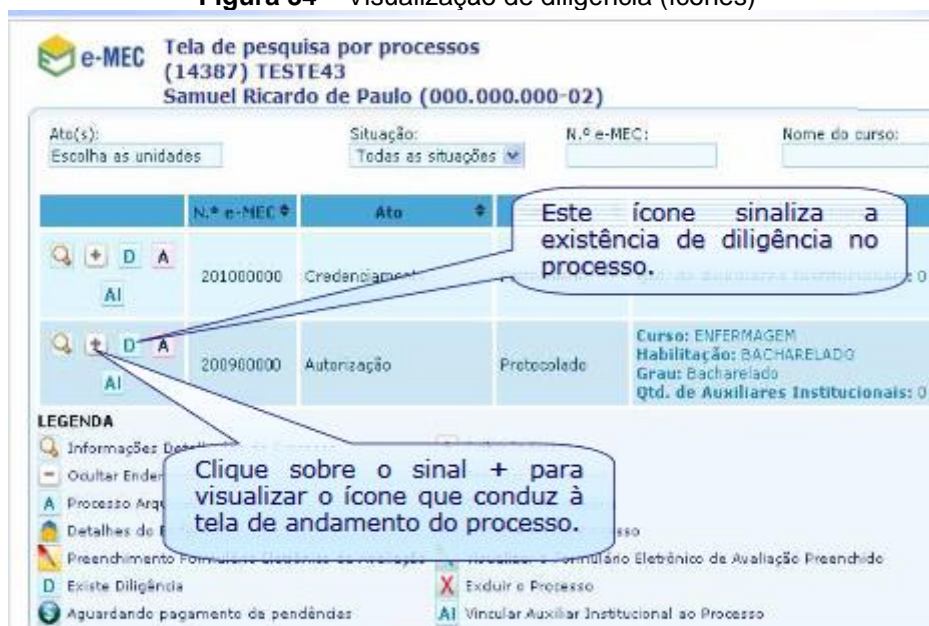 Figura 34 – Visualização de diligência (ícones)
e-MEC
Tela de pesquisa por processos
(14387) TESTE43
Samuel Ricardo de Paulo (000.000.000-02)
Ato(s): Situação: N.º e-MEC: Nome do curso:
Escolha as unidades Todas as situações
N.º e-MEC Ato
Este ícone sinaliza a
existência de diligência no
processo.
D A
AI
201000000 Credenciament
0
D A
AI
200900000 Autorização Protocolado
Curso: ENFERMAGEM
Habilitação: BACHARELADO
Grau: Bacharelado
Qtd. de Auxiliares Institucionais: 0
Clique sobre o sinal + para
visualizar o ícone que conduz à
tela de andamento do processo.
LEGENDA
Informações
Ocultar Ender
A Processo Arq
Detalhes do
Preenchimento Formulário Eletrônico de Avaliação
Formulário Eletrônico de Avaliação Preenchido
D Existe Diligência X Excluir o Processo
Aguardando pagamento de pendências AI Vincular Auxiliar Institucional ao Processo